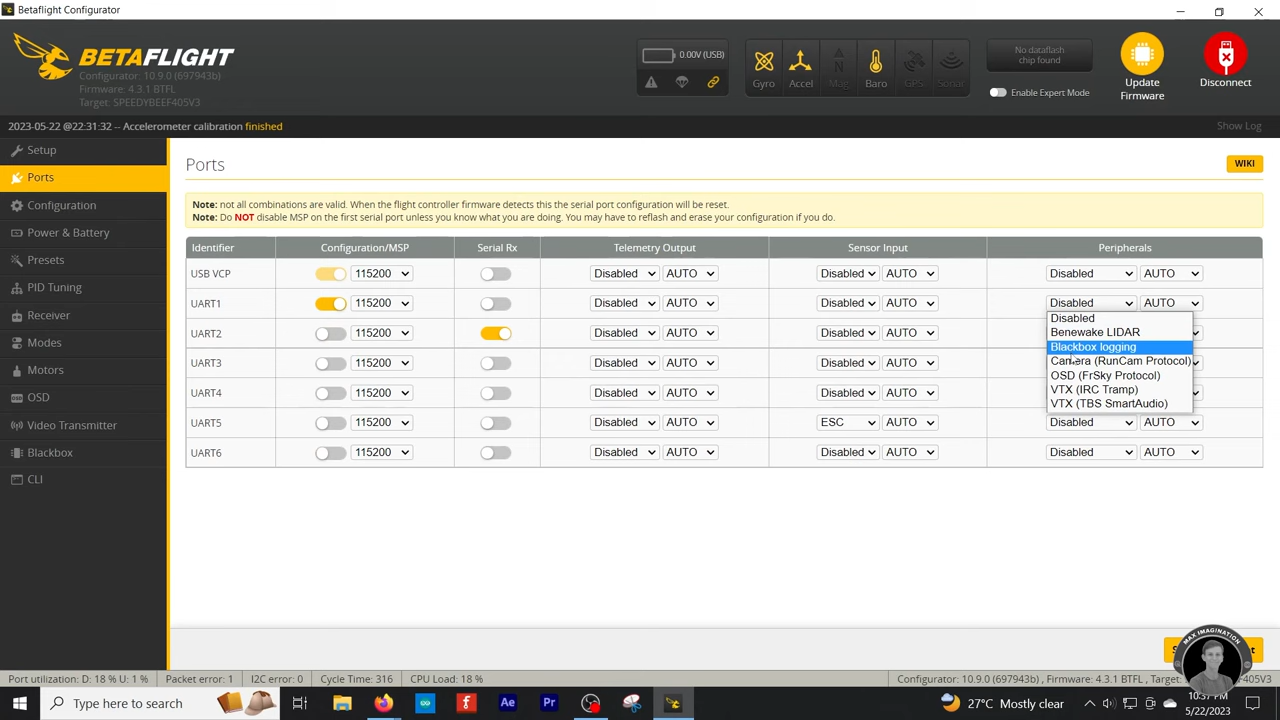 Betaflight Configurator
BETAFLIGHT
Configurator: 10.9.0 (697943b)
Firmware: 4.3.1 BTFL
Target: SPEEDYBEEF405V3
0.00V (USB)
Gyro Accel Mag Baro GPS Sonar
No dataflash
chip found
Enable Expert Mode
Update
Firmware
Disconnect
2023-05-22 @22:31:32 -- Accelerometer calibration finished
Show Log
Setup
Ports
Configuration
Power & Battery
Presets
PID Tuning
Receiver
Modes
Motors
OSD
Video Transmitter
Blackbox
CLI
Ports
WIKI
Note: not all combinations are valid. When the flight controller firmware detects this the serial port configuration will be reset.
Note: Do NOT disable MSP on the first serial port unless you know what you are doing. You may have to reflash and erase your configuration if you do.
Identifier Configuration/MSP Serial Rx Telemetry Output Sensor Input Peripherals
USB VCP 115200 Disabled AUTO Disabled AUTO Disabled AUTO
UART1 115200 Disabled AUTO Disabled AUTO Disabled AUTO
UART2 115200 Disabled AUTO Disabled AUTO
UART3 115200 Disabled AUTO Disabled AUTO
UART4 115200 Disabled AUTO Disabled AUTO
UART5 115200 Disabled AUTO ESC AUTO Disabled AUTO
UART6 115200 Disabled AUTO Disabled AUTO Disabled AUTO
Disabled
Benewake LIDAR
Blackbox logging
Camera (RunCam Protocol)
OSD (FrSky Protocol)
VTX (IRC Tramp)
VTX (TBS SmartAudio)
MAX IMAGINATION
Port utilization: D: 18 % U: 1 % Packet error: 1 I2C error: 0 Cycle Time: 316 CPU Load: 18 %
Configurator: 10.9.0 (697943b) , Firmware: 4.3.1 BTFL, Target:
Type here to search
Ae
Pr
27°C Mostly clear
10:37 PM
5/22/2023